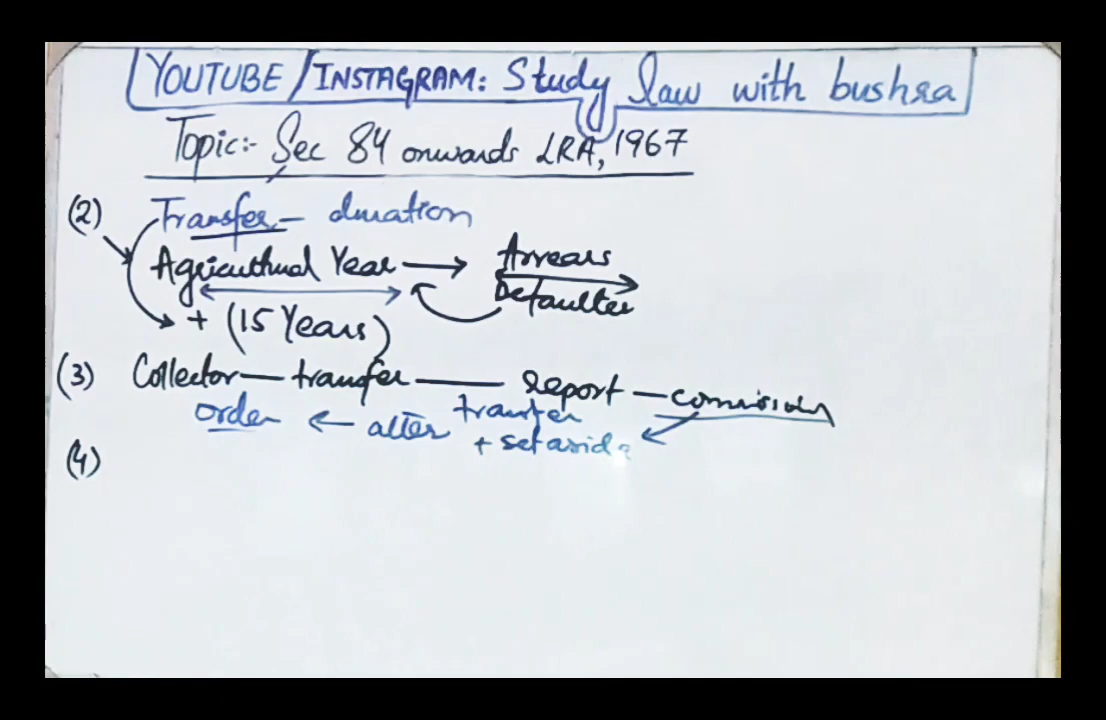 YOUTUBE/INSTAGRAM: Study law with bushra
Topic:- Sec 84 onwards LRA, 1967
(2) Transfer - duration
Agricultural Year → Arrears
Defaulter
+ (15 Years)
(3) Collector — transfer — report — commission
order ← alter transfer
+ set aside
(4)